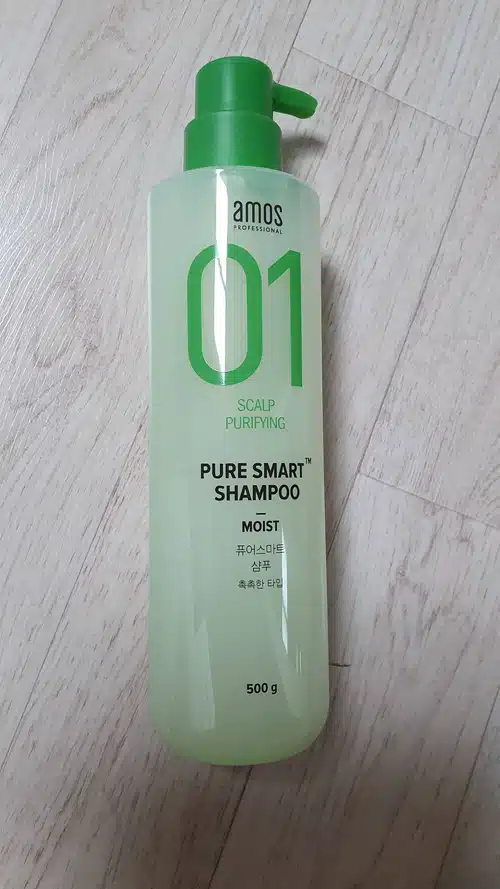 amos
PROFESSIONAL
01
SCALP
PURIFYING
PURE SMART™
SHAMPOO
MOIST
퓨어스마트
샴푸
촉촉한 타입
500 g